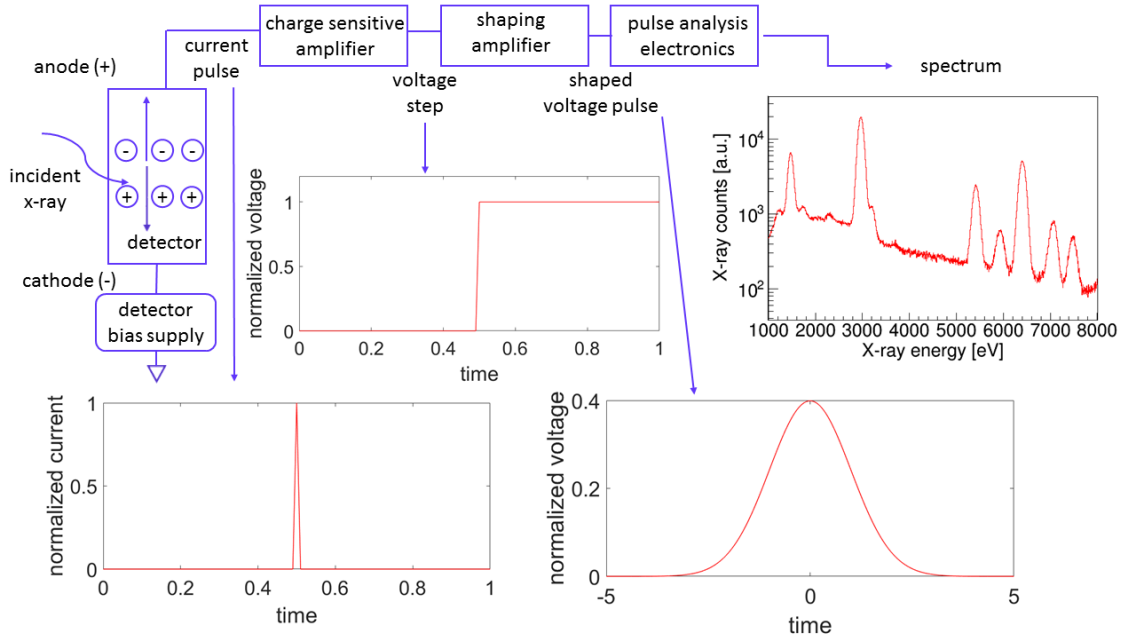 charge sensitive
amplifier
shaping
amplifier
pulse analysis
electronics
current
pulse
anode (+)
voltage
step
shaped
voltage pulse
spectrum
- - -
+ + +
incident
x-ray
detector
cathode (-)
detector
bias supply
normalized voltage
1
0.5
0
0 0.2 0.4 0.6 0.8 1
time
X-ray counts [a.u.]
10⁴
10³
10²
1000 2000 3000 4000 5000 6000 7000 8000
X-ray energy [eV]
normalized current
1
0.5
0
0 0.2 0.4 0.6 0.8 1
time
normalized voltage
0.4
0.2
0
-5 0 5
time